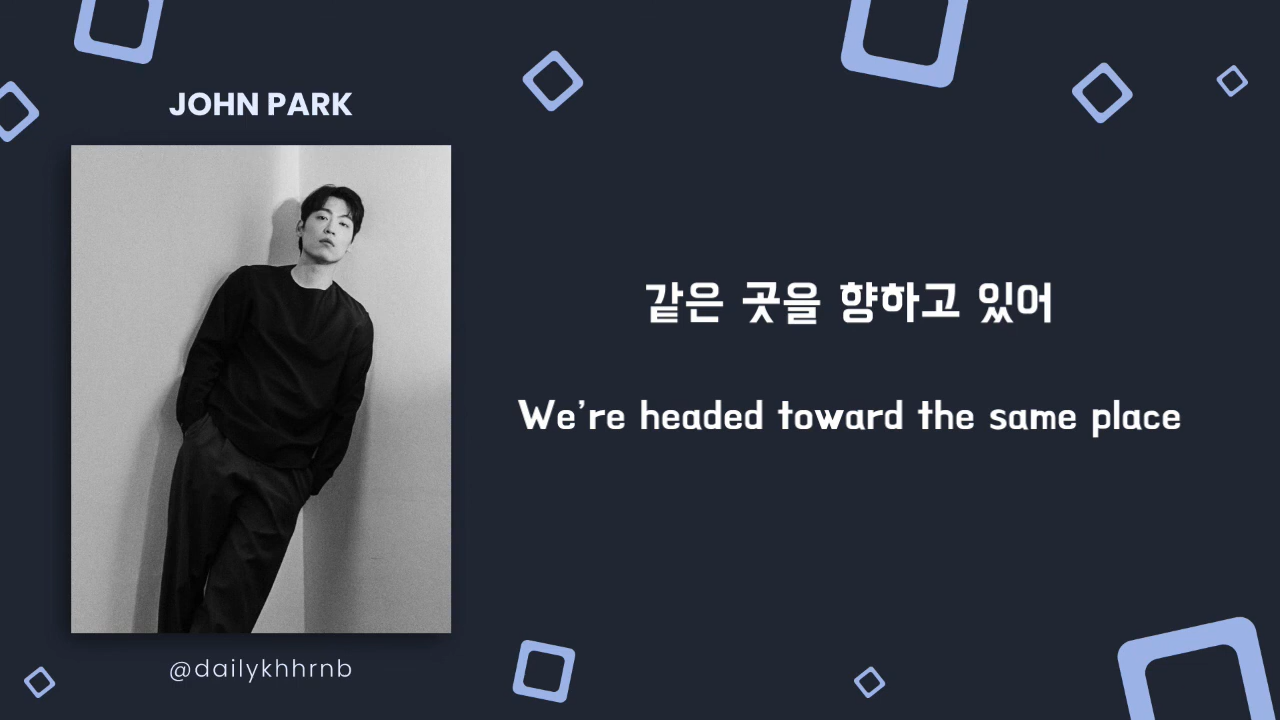 JOHN PARK
같은 곳을 향하고 있어
We're headed toward the same place
@dailykhhrnb